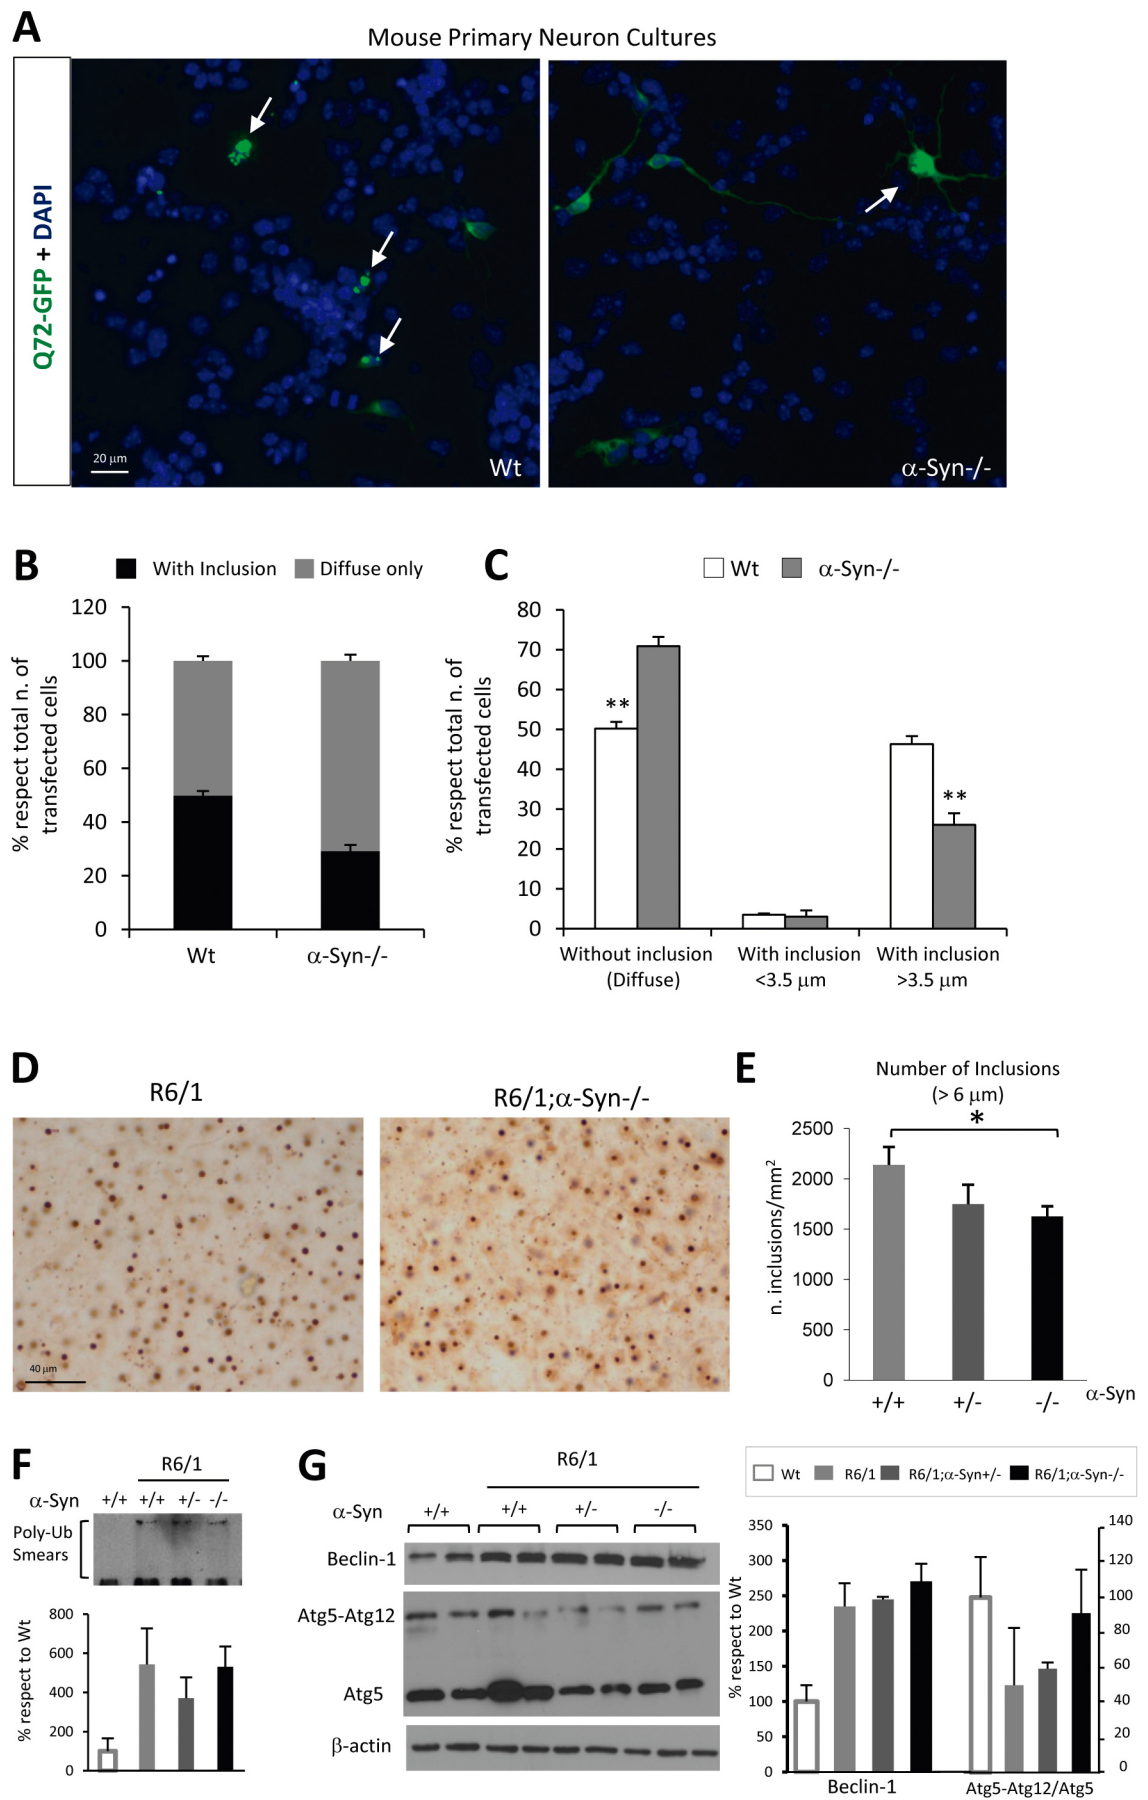 A
Mouse Primary Neuron Cultures
Q72-GFP + DAPI
20 μm
Wt
α-Syn-/-
B
With Inclusion
Diffuse only
% respect total n. of
transfected cells
120
100
80
60
40
20
0
Wt
α-Syn-/-
C
Wt
α-Syn-/-
% respect total n. of
transfected cells
80
70
60
50
40
30
20
10
0
**
**
Without inclusion
(Diffuse)
With inclusion
<3.5 μm
With inclusion
>3.5 μm
D
R6/1
R6/1;α-Syn-/-
40 μm
E
Number of Inclusions
(> 6 μm)
*
n. inclusions/mm²
2500
2000
1500
1000
500
0
+/+
+/-
-/-
α-Syn
F
R6/1
α-Syn +/+ +/+ +/- -/-
Poly-Ub
Smears
% respect to Wt
800
600
400
200
0
G
R6/1
α-Syn +/+ +/+ +/- -/-
Beclin-1
Atg5-Atg12
Atg5
β-actin
Wt
R6/1
R6/1;α-Syn+/-
R6/1;α-Syn-/-
% respect to Wt
350
300
250
200
150
100
50
0
140
120
100
80
60
40
20
0
Beclin-1
Atg5-Atg12/Atg5